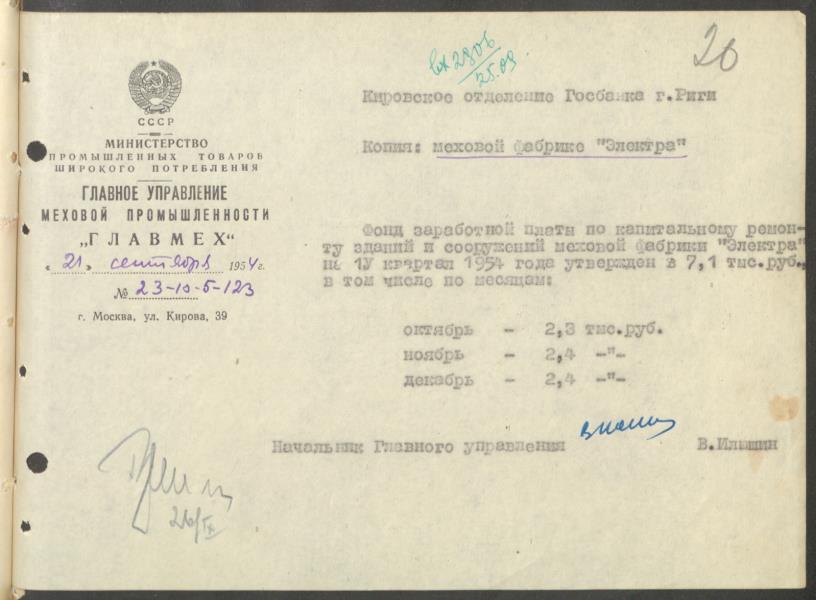 СССР
МИНИСТЕРСТВО
ПРОМЫШЛЕННЫХ ТОВАРОВ
ШИРОКОГО ПОТРЕБЛЕНИЯ
ГЛАВНОЕ УПРАВЛЕНИЕ
МЕХОВОЙ ПРОМЫШЛЕННОСТИ
„ГЛАВМЕХ“
« 21 » сентября 1954 г.
№ 23-10-5-123
г. Москва, ул. Кирова, 39
вх 2806
25.09
20
Кировское отделение Госбанка г.Риги
Копия: меховой фабрике "Электра"
Фонд заработной платы по капитальному ремон-
ту зданий и сооружений меховой фабрики "Электра"
на 1У квартал 1954 года утвержден в 7,1 тыс.руб.,
в том числе по месяцам:
октябрь - 2,3 тыс.руб.
ноябрь - 2,4 -"-
декабрь - 2,4 -"-
Начальник Главного управления В.Илюшин
26/IX